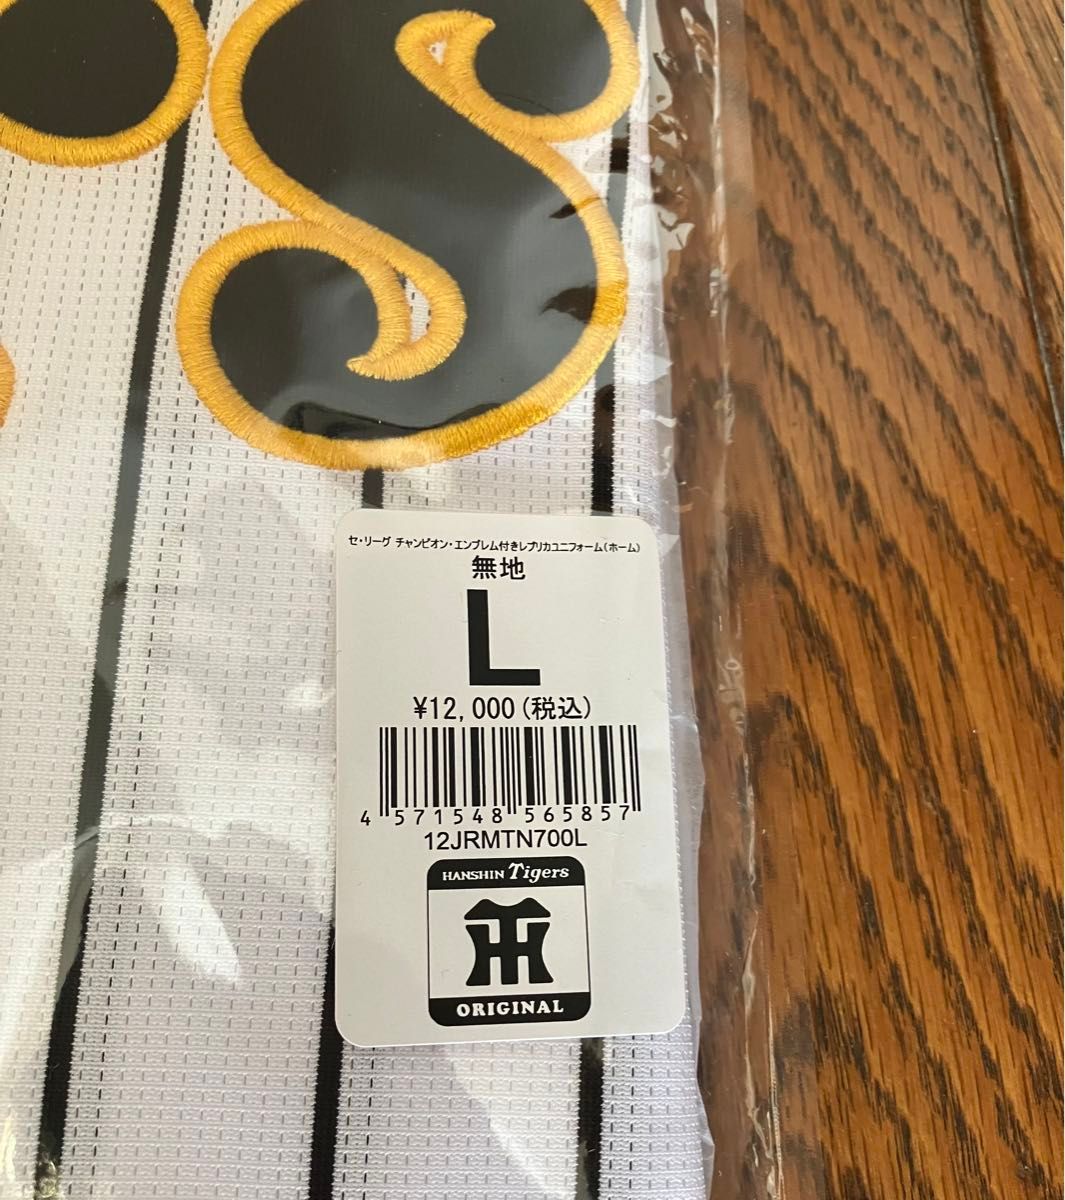 S
セ・リーグ チャンピオン・エンブレム付きレプリカユニフォーム(ホーム)
無地
L
¥12,000(税込)
4 571548 565857
12JRMTN700L
HANSHIN Tigers
TH
ORIGINAL